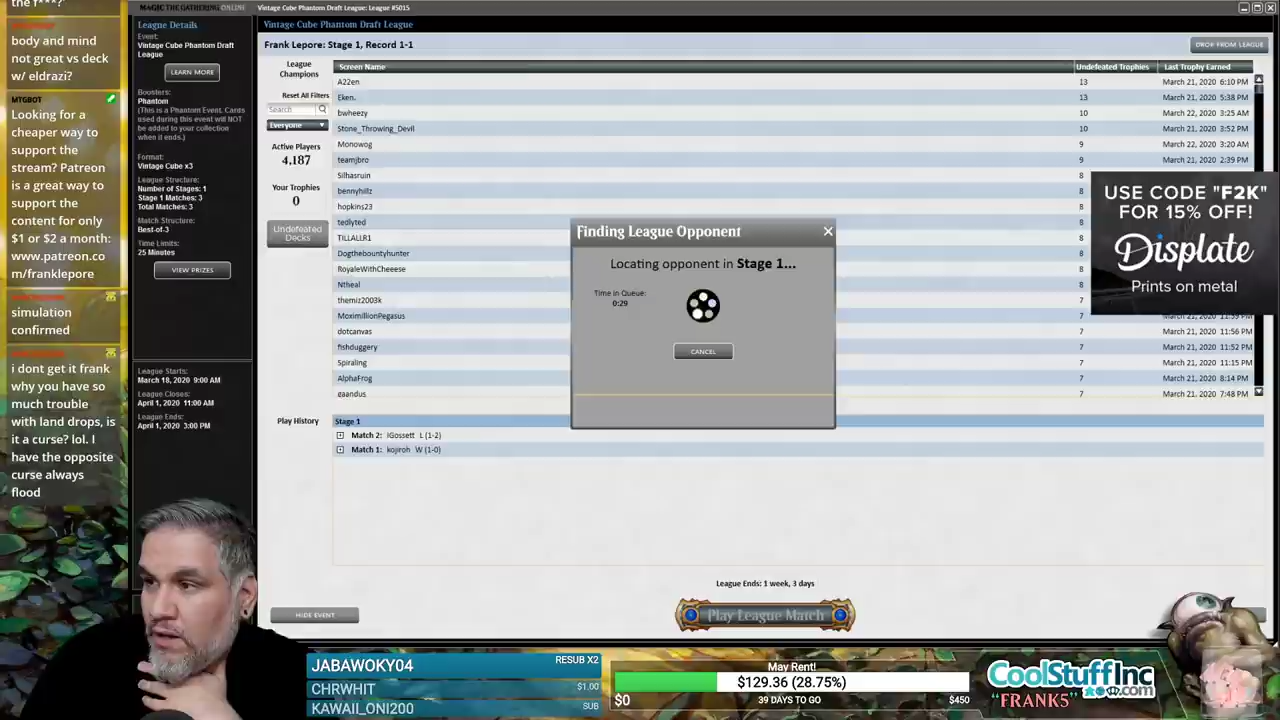 the f***?
body and mind
not great vs deck
w/ eldrazi?
MTGBOT
Looking for a
cheaper way to
support the
stream? Patreon
is a great way to
support the
content for only
$1 or $2 a month:
www.patreon.co
m/franklepore
simulation
confirmed
i dont get it frank
why you have so
much trouble
with land drops, is
it a curse? lol. I
have the opposite
curse always
flood
MAGIC THE GATHERING ONLINE
League Details
Event:
Vintage Cube Phantom Draft
League
LEARN MORE
Boosters:
Phantom
(This is a Phantom Event. Cards
used during this event will NOT
be added to your collection
when it ends.)
Format:
Vintage Cube x3
League Structure:
Number of Stages: 1
Stage 1 Matches: 3
Total Matches: 3
Match Structure:
Best-of-3
Time Limits:
25 Minutes
VIEW PRIZES
League Starts:
March 18, 2020 9:00 AM
League Closes:
April 1, 2020 11:00 AM
League Ends:
April 1, 2020 3:00 PM
Vintage Cube Phantom Draft League: League #5015
Vintage Cube Phantom Draft League
Frank Lepore: Stage 1, Record 1-1
DROP FROM LEAGUE
League
Champions
Reset All Filters
Search
Everyone
Active Players
4,187
Your Trophies
0
Undefeated
Decks
Screen Name Undefeated Trophies Last Trophy Earned
A22en 13 March 21, 2020 6:10 PM
Eken. 13 March 21, 2020 5:38 PM
bwheezy 10 March 22, 2020 3:25 AM
Stone_Throwing_Devil 10 March 21, 2020 3:52 PM
Monowog 9 March 22, 2020 3:20 AM
teamjbro 9 March 21, 2020 2:39 PM
Silhasruin 8
bennyhillz 8
hopkins23 8
tedlyted 8
TILLALLR1 8
Dogthebountyhunter 8
RoyaleWithCheeese 8
Ntheal 8
themiz2003k 7
MoximillionPegasus 7 March 21, 2020 11:59 PM
dotcanvas 7 March 21, 2020 11:56 PM
fishduggery 7 March 21, 2020 11:52 PM
Spiraling 7 March 21, 2020 11:15 PM
AlphaFrog 7 March 21, 2020 8:14 PM
gaandus 7 March 21, 2020 7:48 PM
Finding League Opponent
Locating opponent in Stage 1...
Time in Queue:
0:29
CANCEL
USE CODE "F2K"
FOR 15% OFF!
Displate
Prints on metal
Play History
Stage 1
Match 2: IGossett L (1-2)
Match 1: kojiroh W (1-0)
League Ends: 1 week, 3 days
HIDE EVENT
Play League Match
JABAWOKY04 RESUB X2
CHRWHIT $1.00
KAWAII_ONI200 SUB
May Rent!
$129.36 (28.75%)
$0 39 DAYS TO GO $450
CoolStuffInc
.com
"FRANK5"